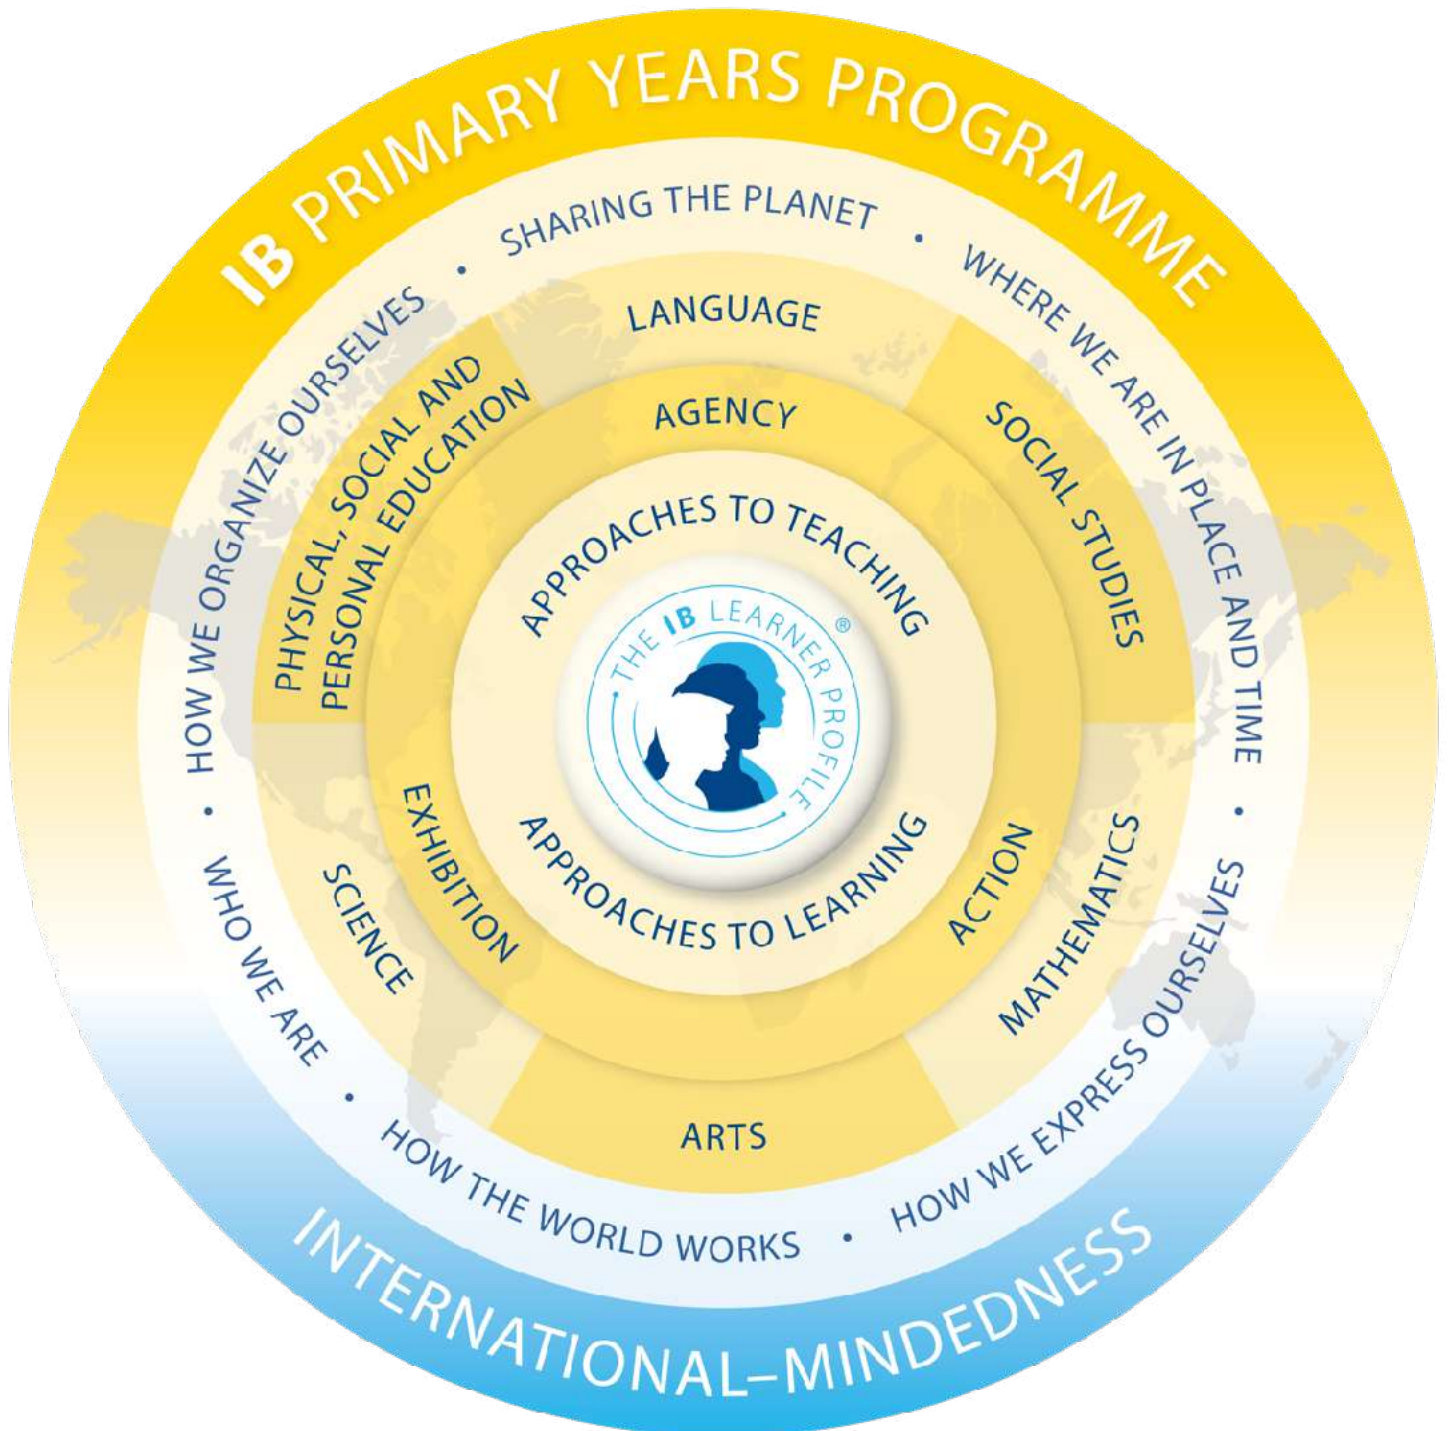 IB PRIMARY YEARS PROGRAMME
SHARING THE PLANET
•
WHERE WE ARE IN PLACE AND TIME
•
HOW WE EXPRESS OURSELVES
•
HOW THE WORLD WORKS
•
WHO WE ARE
•
HOW WE ORGANIZE OURSELVES
•
LANGUAGE
SOCIAL STUDIES
MATHEMATICS
ARTS
SCIENCE
PHYSICAL, SOCIAL AND
PERSONAL EDUCATION
AGENCY
ACTION
EXHIBITION
APPROACHES TO TEACHING
THE IB LEARNER PROFILE ®
APPROACHES TO LEARNING
INTERNATIONAL–MINDEDNESS